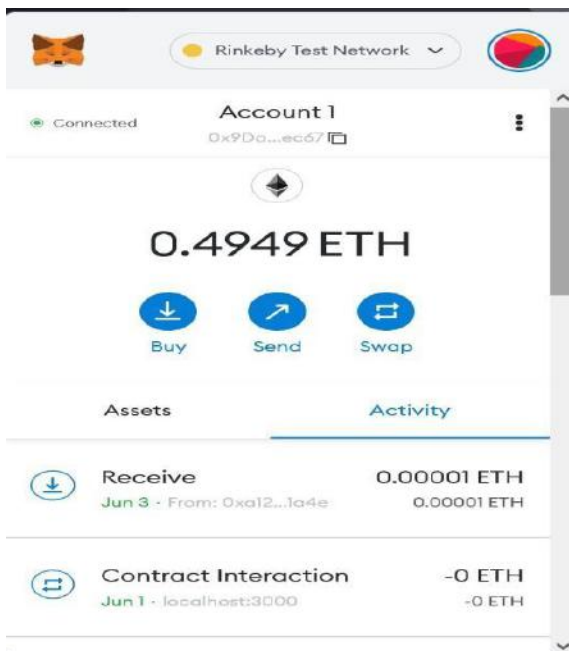 Rinkeby Test Network
Connected
Account 1
0x9Da...ec67
0.4949 ETH
Buy Send Swap
Assets Activity
Receive 0.00001 ETH
Jun 3 · From: 0xa12...1a4e 0.00001 ETH
Contract Interaction -0 ETH
Jun 1 · localhost:3000 -0 ETH